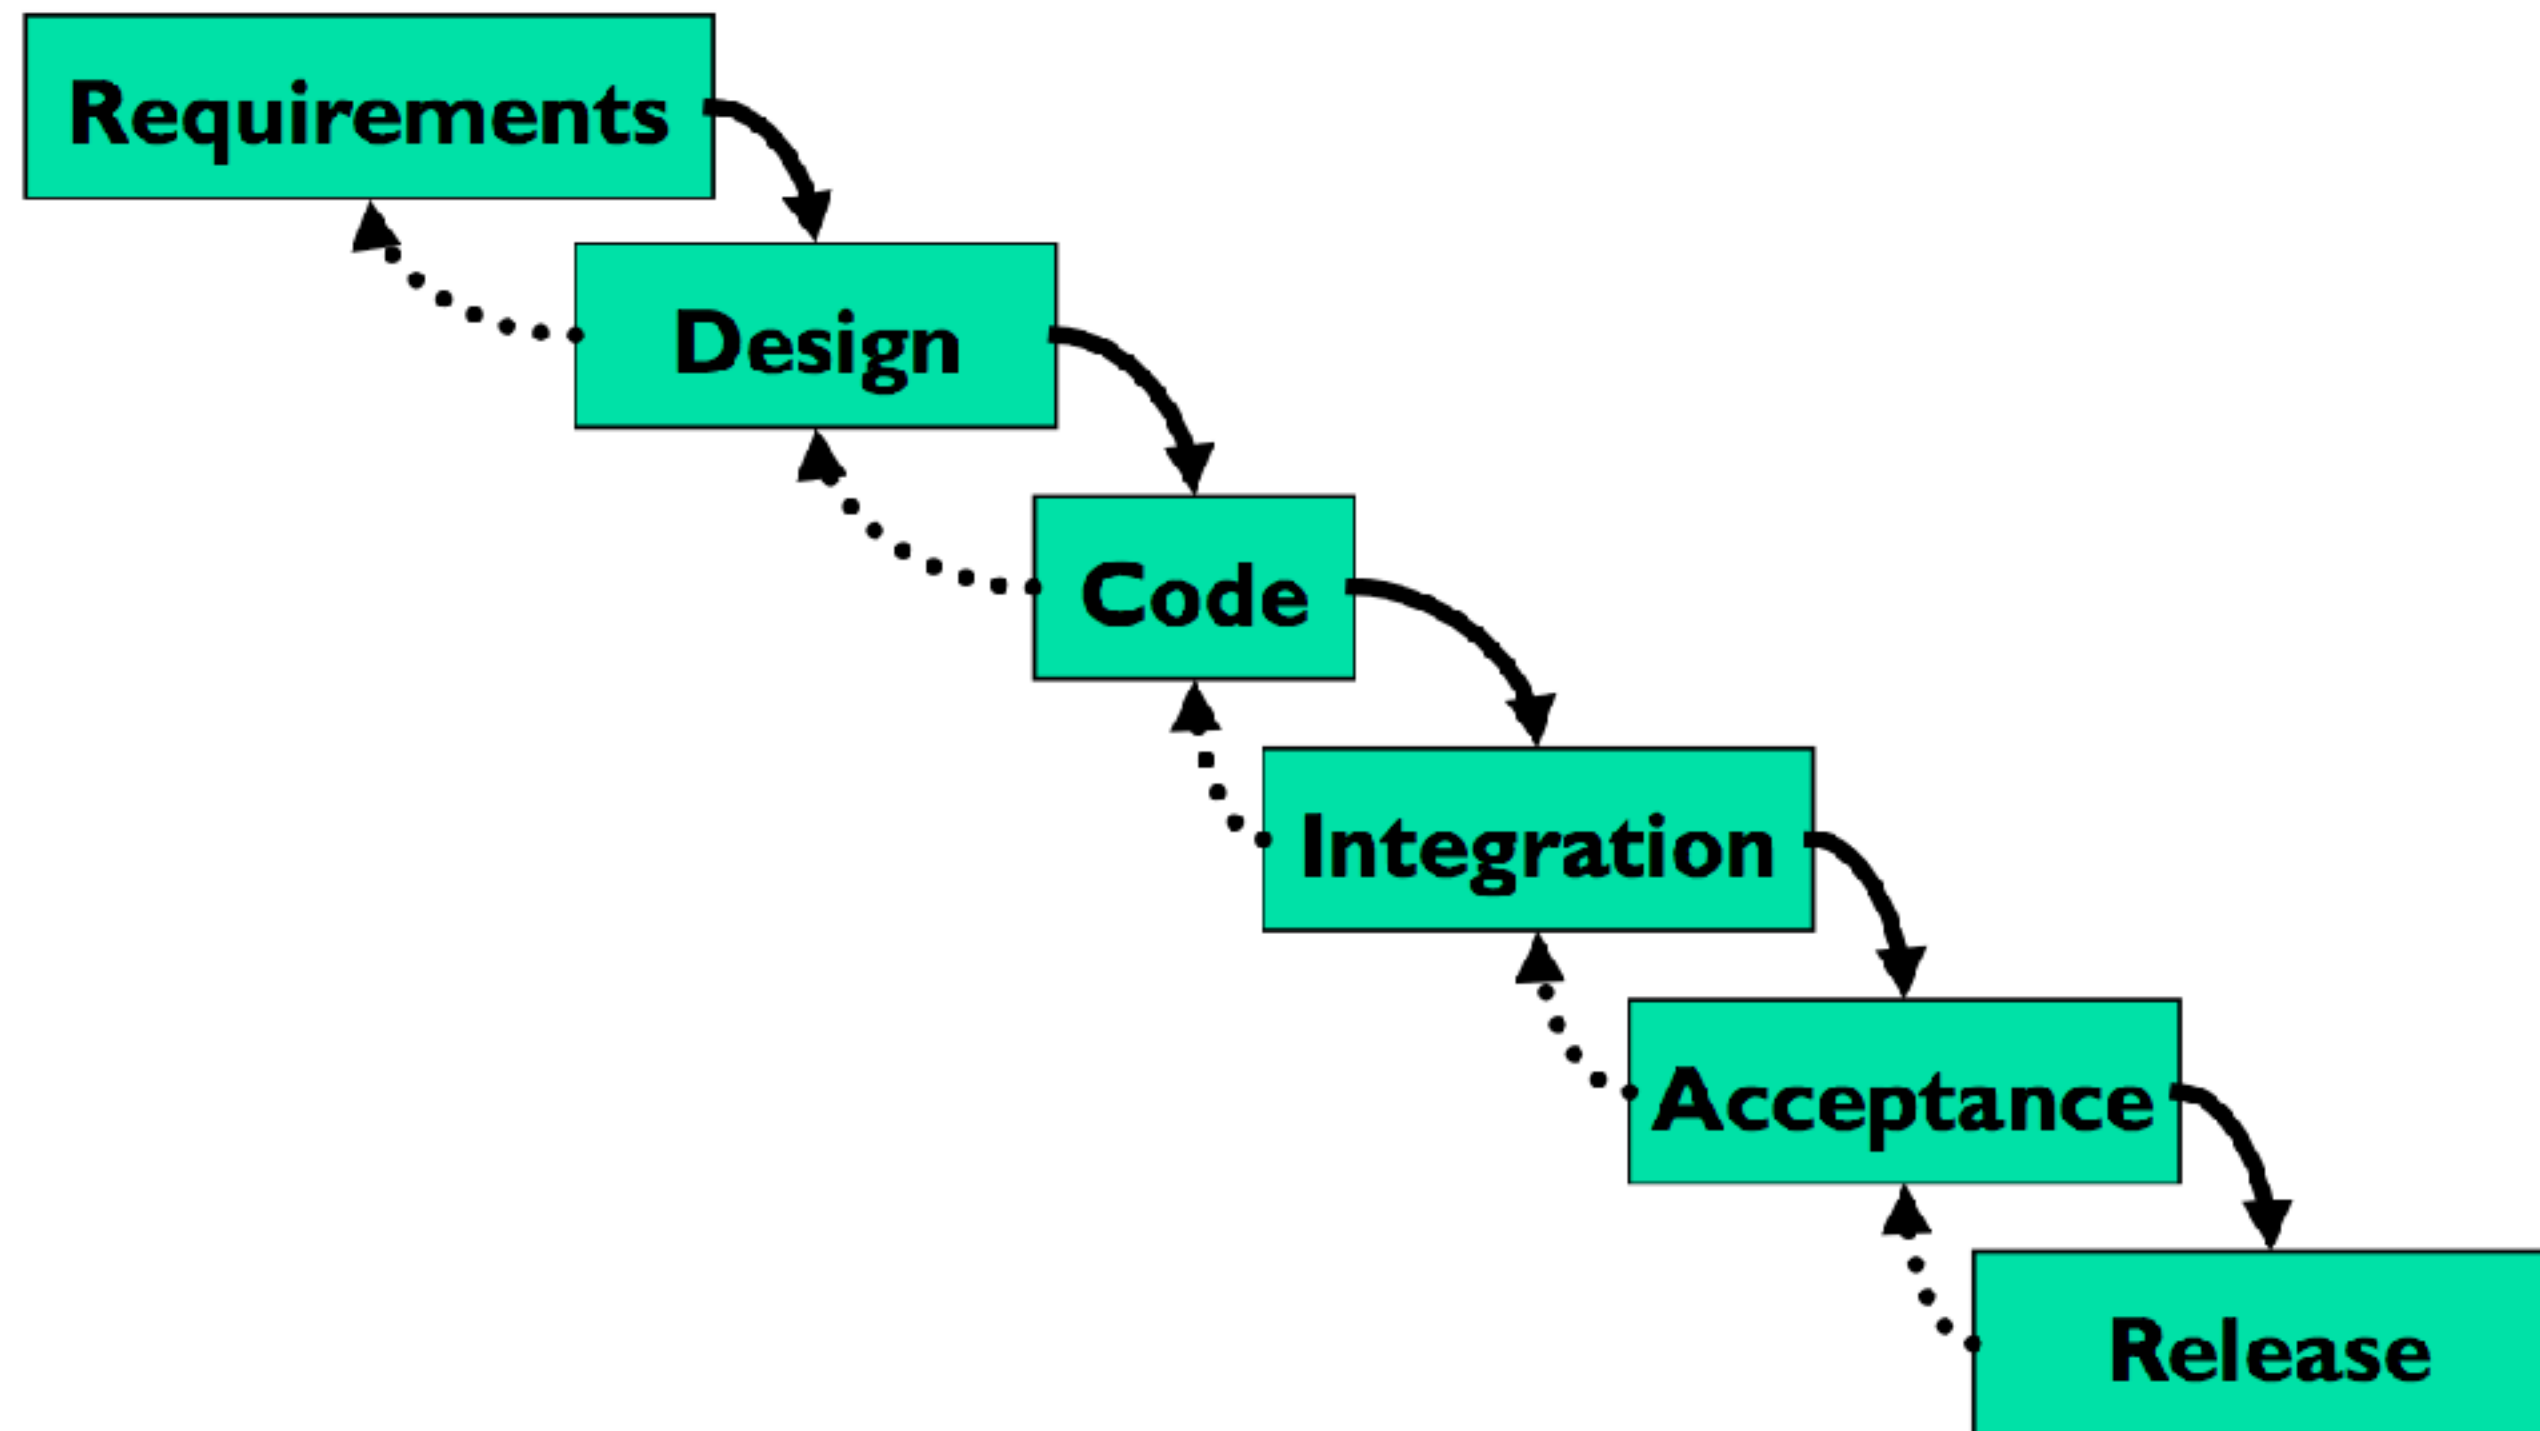 Requirements
Design
Code
Integration
Acceptance
Release